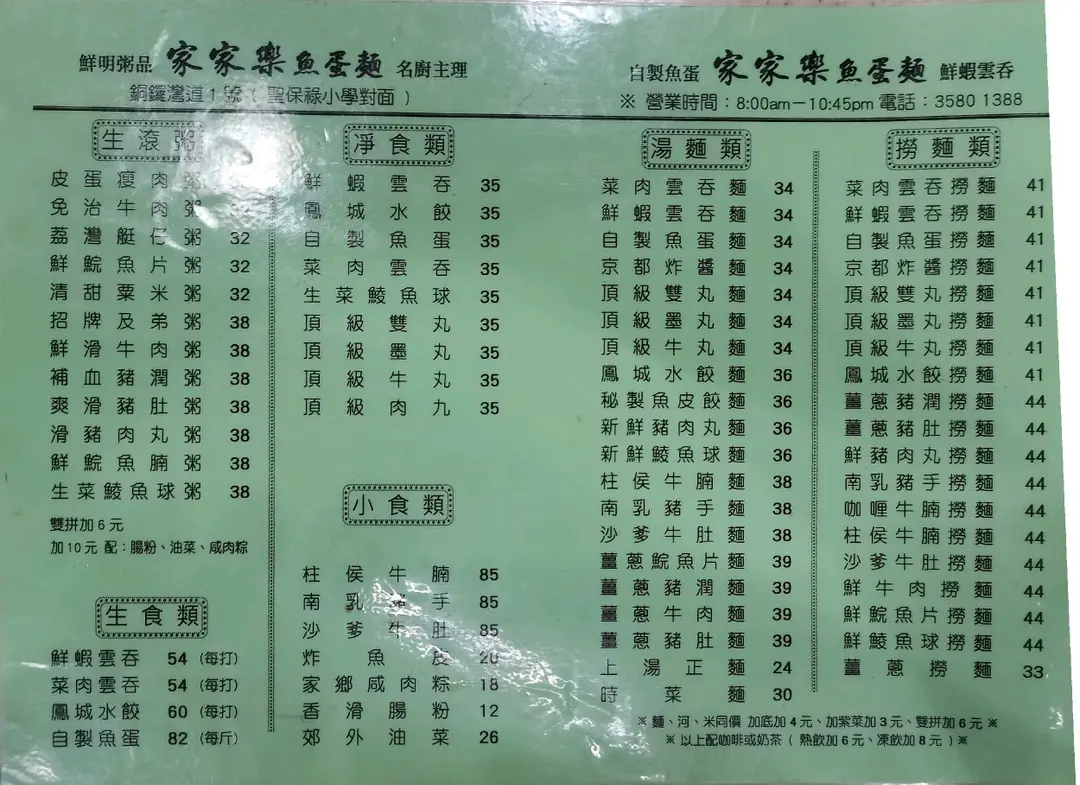 鮮明粥品 家家樂魚蛋麵 名廚主理
銅鑼灣道1號（聖保祿小學對面）
自製魚蛋 家家樂魚蛋麵 鮮蝦雲吞
※ 營業時間：8:00am－10:45pm 電話：3580 1388
生滾粥
皮蛋瘦肉粥
免治牛肉粥
荔灣艇仔粥 32
鮮鯇魚片粥 32
清甜粟米粥 32
招牌及弟粥 38
鮮滑牛肉粥 38
補血豬潤粥 38
爽滑豬肚粥 38
滑豬肉丸粥 38
鮮鯇魚腩粥 38
生菜鯪魚球粥 38
雙拼加6元
加10元 配：腸粉、油菜、咸肉粽
生食類
鮮蝦雲吞 54（每打）
菜肉雲吞 54（每打）
鳳城水餃 60（每打）
自製魚蛋 82（每斤）
淨食類
鮮蝦雲吞 35
鳳城水餃 35
自製魚蛋 35
菜肉雲吞 35
生菜鯪魚球 35
頂級雙丸 35
頂級墨丸 35
頂級牛丸 35
頂級肉九 35
小食類
柱侯牛腩 85
南乳豬手 85
沙爹牛肚 85
炸魚皮 20
家鄉咸肉粽 18
香滑腸粉 12
郊外油菜 26
湯麵類
菜肉雲吞麵 34
鮮蝦雲吞麵 34
自製魚蛋麵 34
京都炸醬麵 34
頂級雙丸麵 34
頂級墨丸麵 34
頂級牛丸麵 34
鳳城水餃麵 36
秘製魚皮餃麵 36
新鮮豬肉丸麵 36
新鮮鯪魚球麵 36
柱侯牛腩麵 38
南乳豬手麵 38
沙爹牛肚麵 38
薑蔥鯇魚片麵 39
薑蔥豬潤麵 39
薑蔥牛肉麵 39
薑蔥豬肚麵 39
上湯正麵 24
時菜麵 30
撈麵類
菜肉雲吞撈麵 41
鮮蝦雲吞撈麵 41
自製魚蛋撈麵 41
京都炸醬撈麵 41
頂級雙丸撈麵 41
頂級墨丸撈麵 41
頂級牛丸撈麵 41
鳳城水餃撈麵 41
薑蔥豬潤撈麵 44
薑蔥豬肚撈麵 44
鮮豬肉丸撈麵 44
南乳豬手撈麵 44
咖喱牛腩撈麵 44
柱侯牛腩撈麵 44
沙爹牛肚撈麵 44
鮮牛肉撈麵 44
鮮鯇魚片撈麵 44
鮮鯪魚球撈麵 44
薑蔥撈麵 33
※ 麵、河、米同價 加底加4元、加紫菜加3元、雙拼加6元 ※
※ 以上配咖啡或奶茶（熱飲加6元、凍飲加8元）※